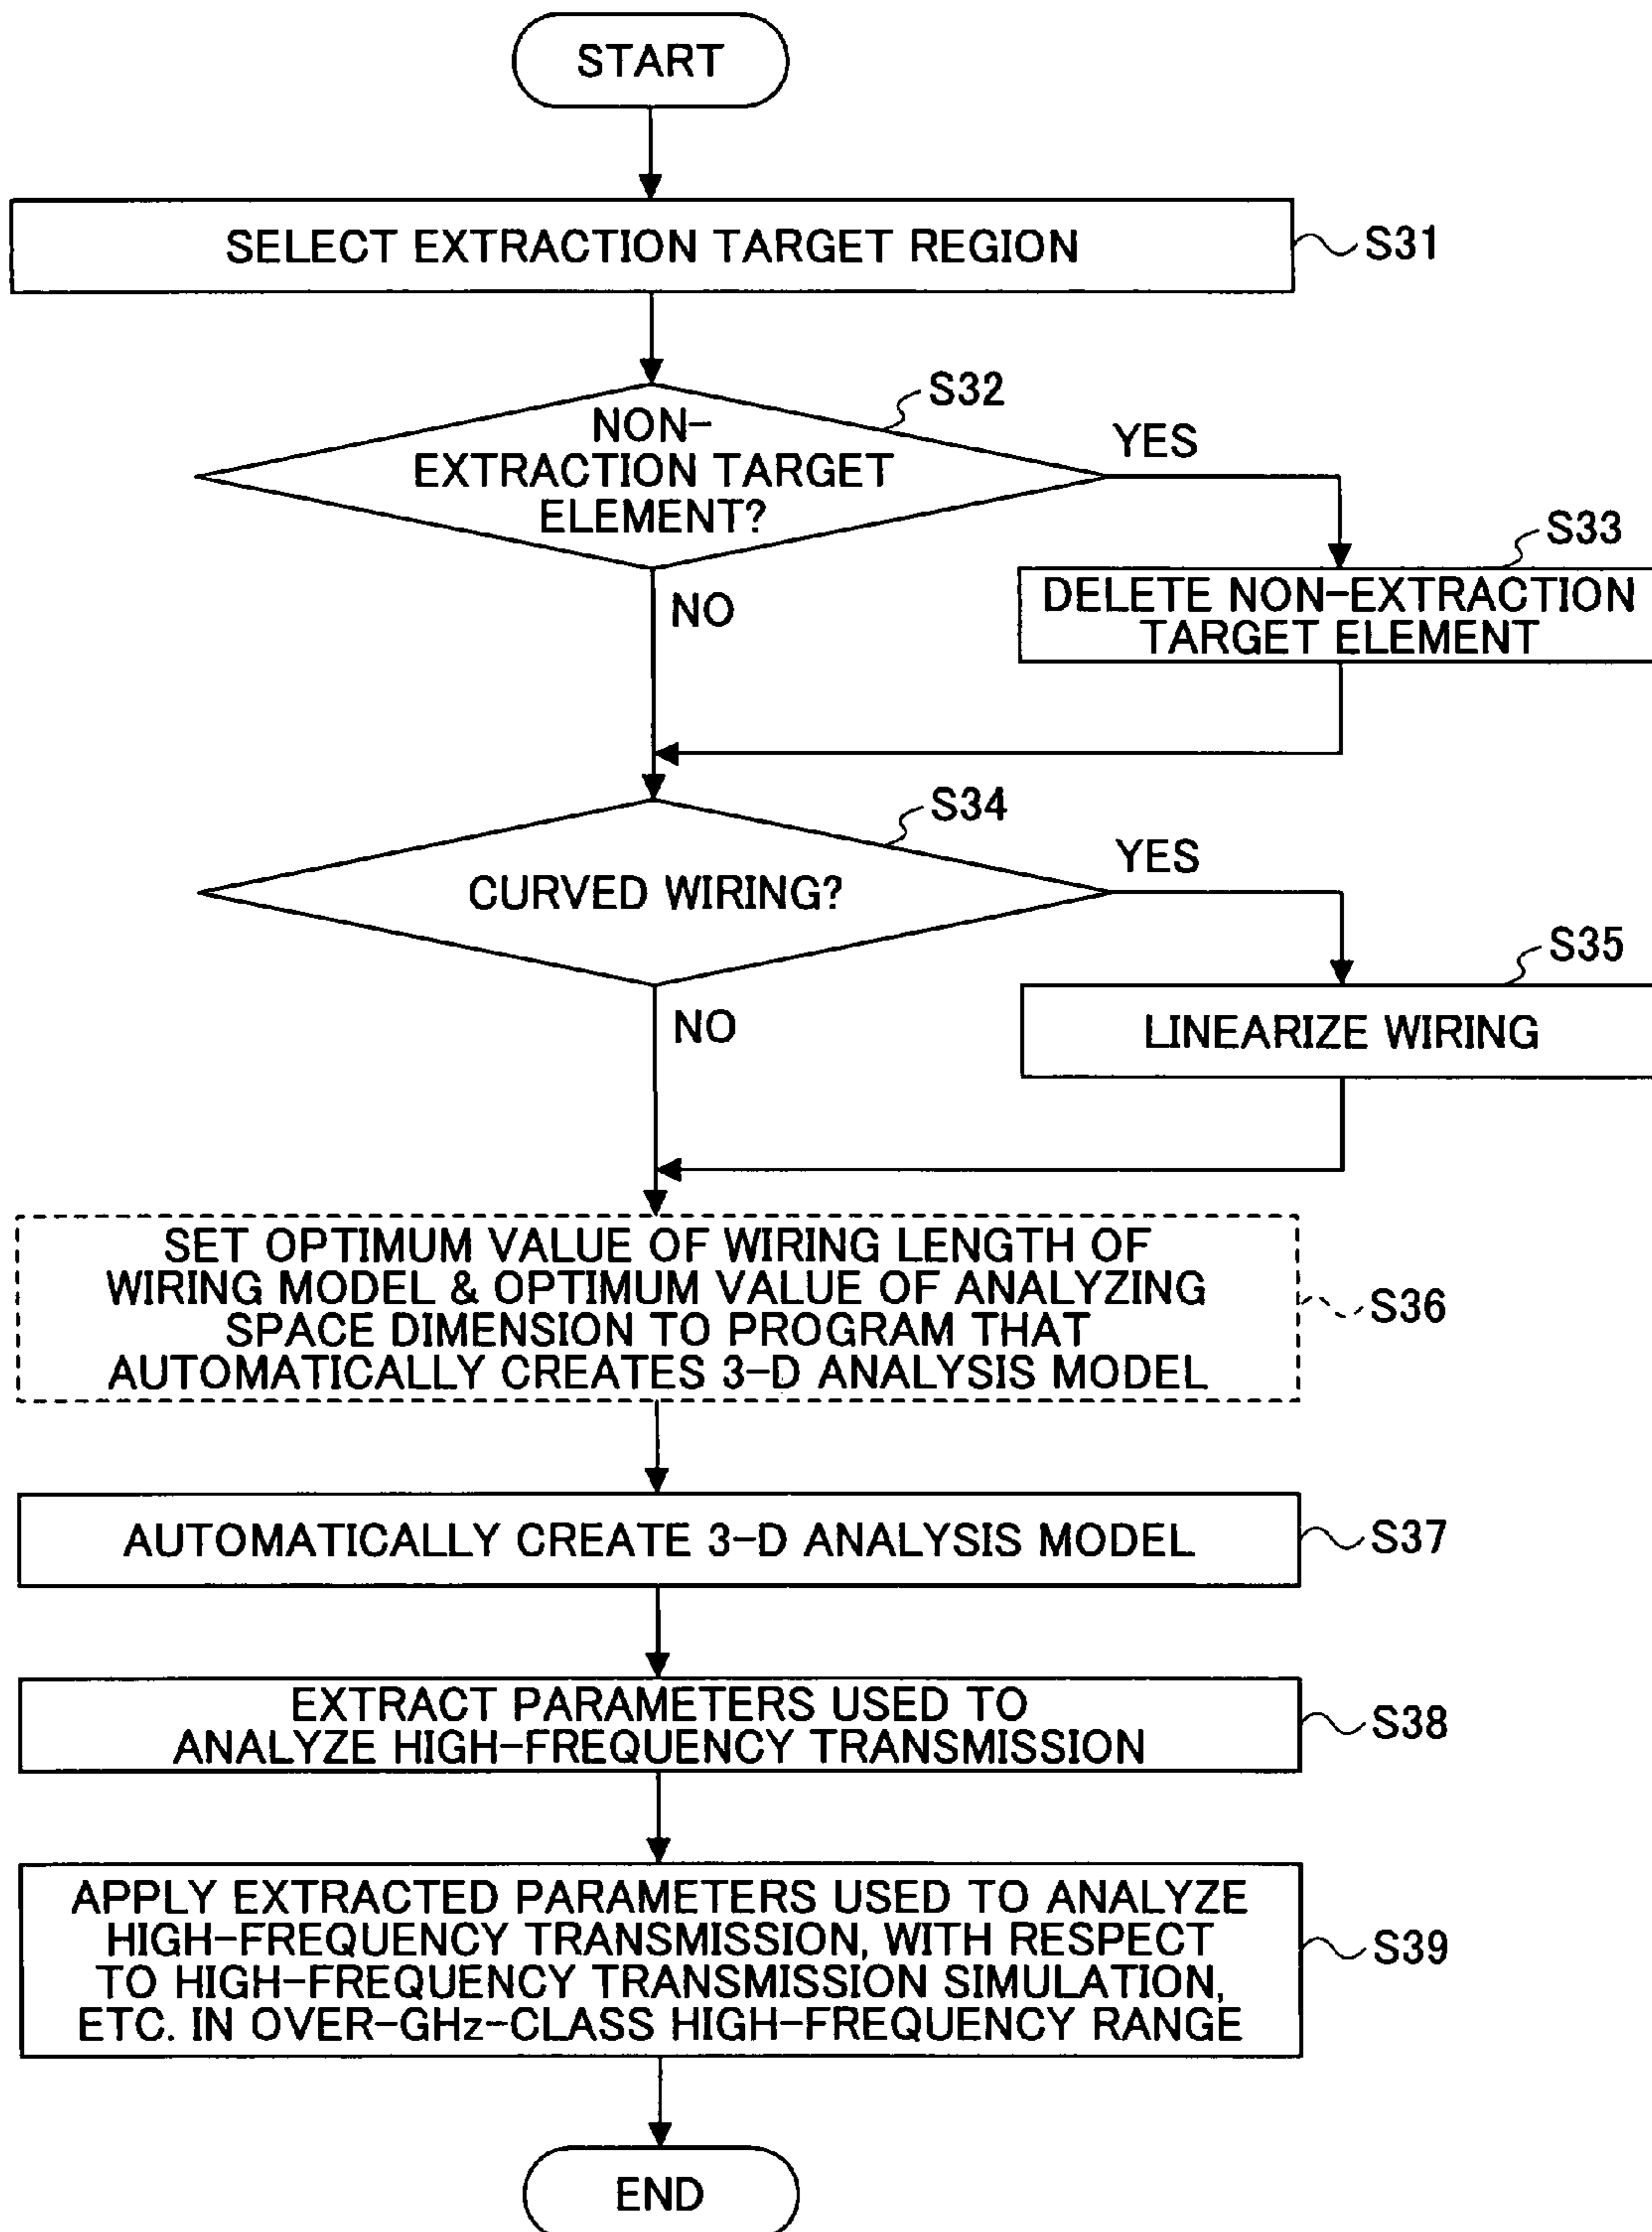 START
SELECT EXTRACTION TARGET REGION
S31
S32
NON-
EXTRACTION TARGET
ELEMENT?
YES
NO
S33
DELETE NON-EXTRACTION
TARGET ELEMENT
S34
CURVED WIRING?
YES
NO
S35
LINEARIZE WIRING
SET OPTIMUM VALUE OF WIRING LENGTH OF
WIRING MODEL & OPTIMUM VALUE OF ANALYZING
SPACE DIMENSION TO PROGRAM THAT
AUTOMATICALLY CREATES 3-D ANALYSIS MODEL
S36
AUTOMATICALLY CREATE 3-D ANALYSIS MODEL
S37
EXTRACT PARAMETERS USED TO
ANALYZE HIGH-FREQUENCY TRANSMISSION
S38
APPLY EXTRACTED PARAMETERS USED TO ANALYZE
HIGH-FREQUENCY TRANSMISSION, WITH RESPECT
TO HIGH-FREQUENCY TRANSMISSION SIMULATION,
ETC. IN OVER-GHz-CLASS HIGH-FREQUENCY RANGE
S39
END